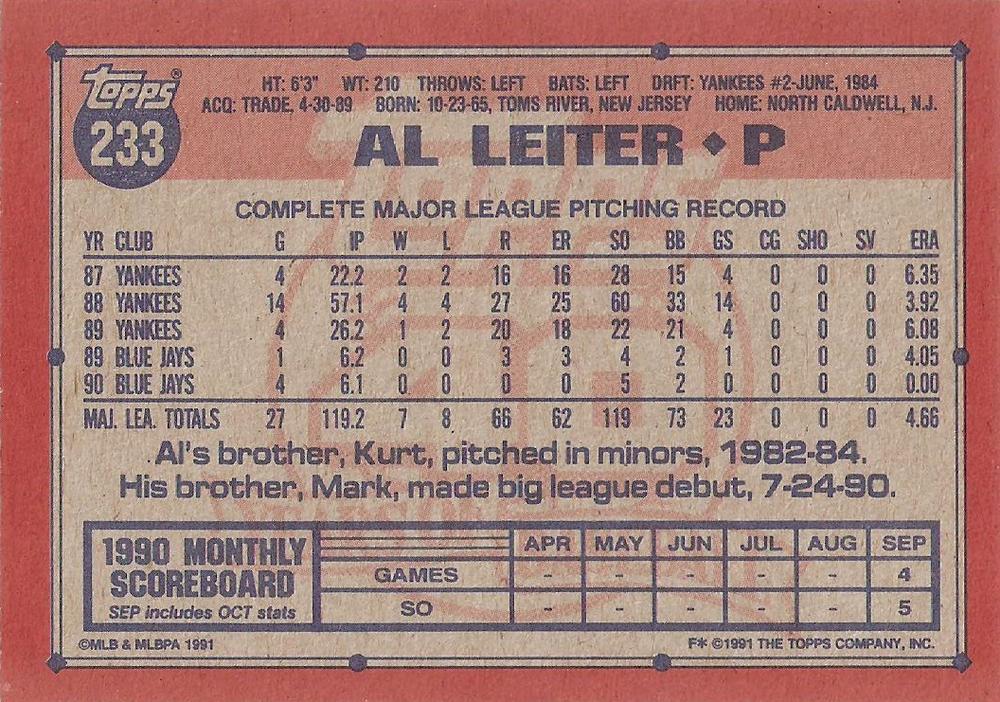 TOPPS®
233
HT: 6'3" WT: 210 THROWS: LEFT BATS: LEFT DRFT: YANKEES #2-JUNE, 1984
ACQ: TRADE, 4-30-89 BORN: 10-23-65, TOMS RIVER, NEW JERSEY HOME: NORTH CALDWELL, N.J.
AL LEITER ♦ P
COMPLETE MAJOR LEAGUE PITCHING RECORD
YR CLUB G IP W L R ER SO BB GS CG SHO SV ERA
87 YANKEES 4 22.2 2 2 16 16 28 15 4 0 0 0 6.35
88 YANKEES 14 57.1 4 4 27 25 60 33 14 0 0 0 3.92
89 YANKEES 4 26.2 1 2 20 18 22 21 4 0 0 0 6.08
89 BLUE JAYS 1 6.2 0 0 3 3 4 2 1 0 0 0 4.05
90 BLUE JAYS 4 6.1 0 0 0 0 5 2 0 0 0 0 0.00
MAJ. LEA. TOTALS 27 119.2 7 8 66 62 119 73 23 0 0 0 4.66
Al's brother, Kurt, pitched in minors, 1982-84.
His brother, Mark, made big league debut, 7-24-90.
1990 MONTHLY
SCOREBOARD
SEP includes OCT stats
APR MAY JUN JUL AUG SEP
GAMES - - - - - 4
SO - - - - - 5
©MLB & MLBPA 1991
F* ©1991 THE TOPPS COMPANY, INC.